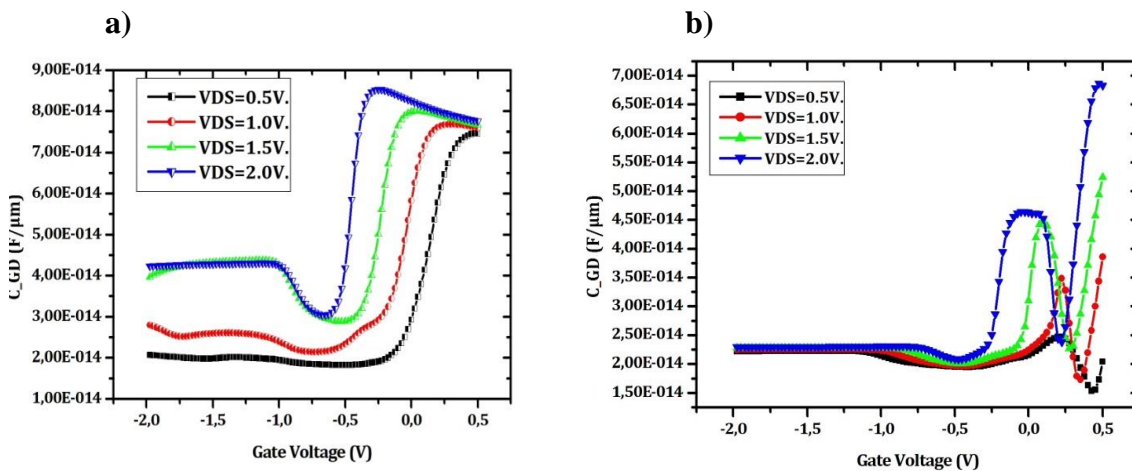 a)
9,00E-014
8,00E-014
7,00E-014
6,00E-014
5,00E-014
4,00E-014
3,00E-014
2,00E-014
1,00E-014
C_GD (F/μm)
VDS=0.5V.
VDS=1.0V.
VDS=1.5V.
VDS=2.0V.
-2,0 -1,5 -1,0 -0,5 0,0 0,5
Gate Voltage (V)
b)
7,00E-014
6,50E-014
6,00E-014
5,50E-014
5,00E-014
4,50E-014
4,00E-014
3,50E-014
3,00E-014
2,50E-014
2,00E-014
1,50E-014
C_GD (F/μm)
VDS=0.5V.
VDS=1.0V.
VDS=1.5V.
VDS=2.0V.
-2,0 -1,5 -1,0 -0,5 0,0 0,5
Gate Voltage (V)